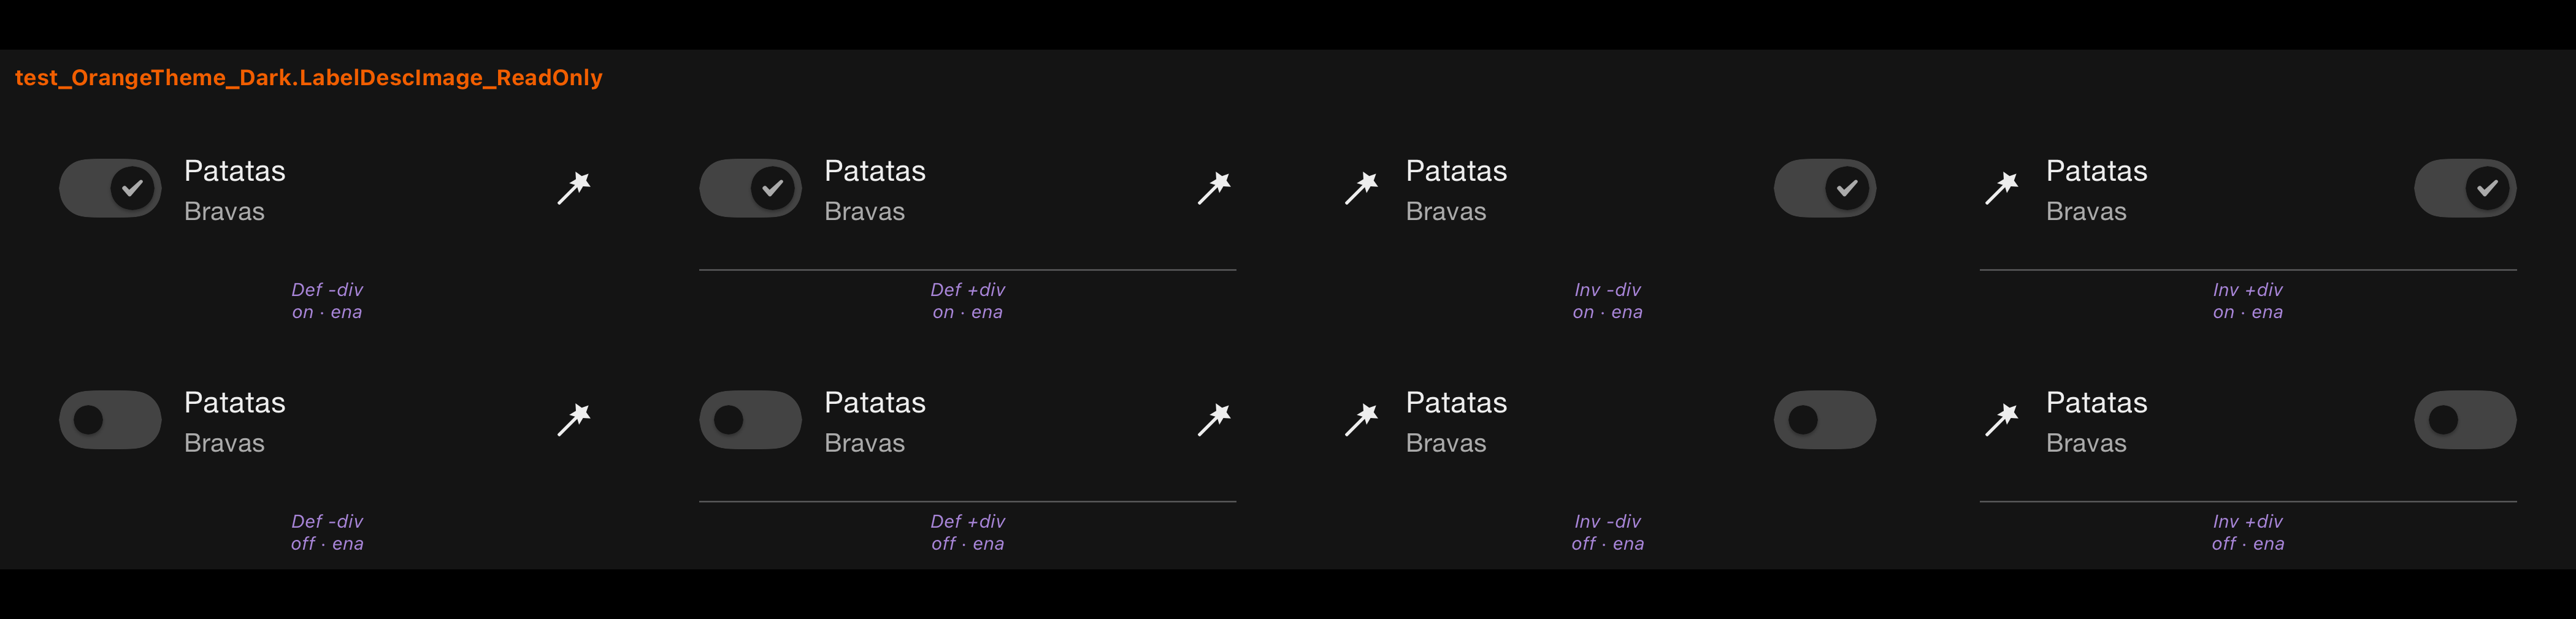 test_OrangeTheme_Dark.LabelDescImage_ReadOnly
Patatas
Bravas
Def -div
on · ena
Patatas
Bravas
Def +div
on · ena
Patatas
Bravas
Inv -div
on · ena
Patatas
Bravas
Inv +div
on · ena
Patatas
Bravas
Def -div
off · ena
Patatas
Bravas
Def +div
off · ena
Patatas
Bravas
Inv -div
off · ena
Patatas
Bravas
Inv +div
off · ena